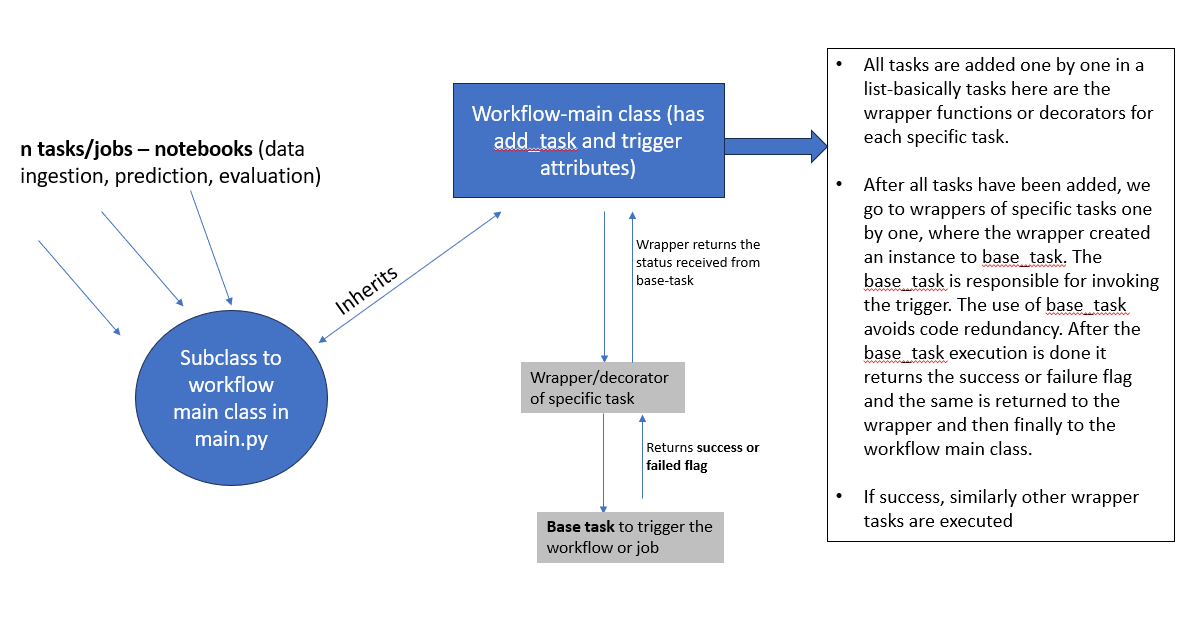 n tasks/jobs – notebooks (data
ingestion, prediction, evaluation)
Subclass to
workflow
main class in
main.py
Inherits
Workflow-main class (has
add_task and trigger
attributes)
Wrapper returns the
status received from
base-task
Wrapper/decorator
of specific task
Returns success or
failed flag
Base task to trigger the
workflow or job
• All tasks are added one by one in a
list-basically tasks here are the
wrapper functions or decorators for
each specific task.
• After all tasks have been added, we
go to wrappers of specific tasks one
by one, where the wrapper created
an instance to base_task. The
base_task is responsible for invoking
the trigger. The use of base_task
avoids code redundancy. After the
base_task execution is done it
returns the success or failure flag
and the same is returned to the
wrapper and then finally to the
workflow main class.
• If success, similarly other wrapper
tasks are executed